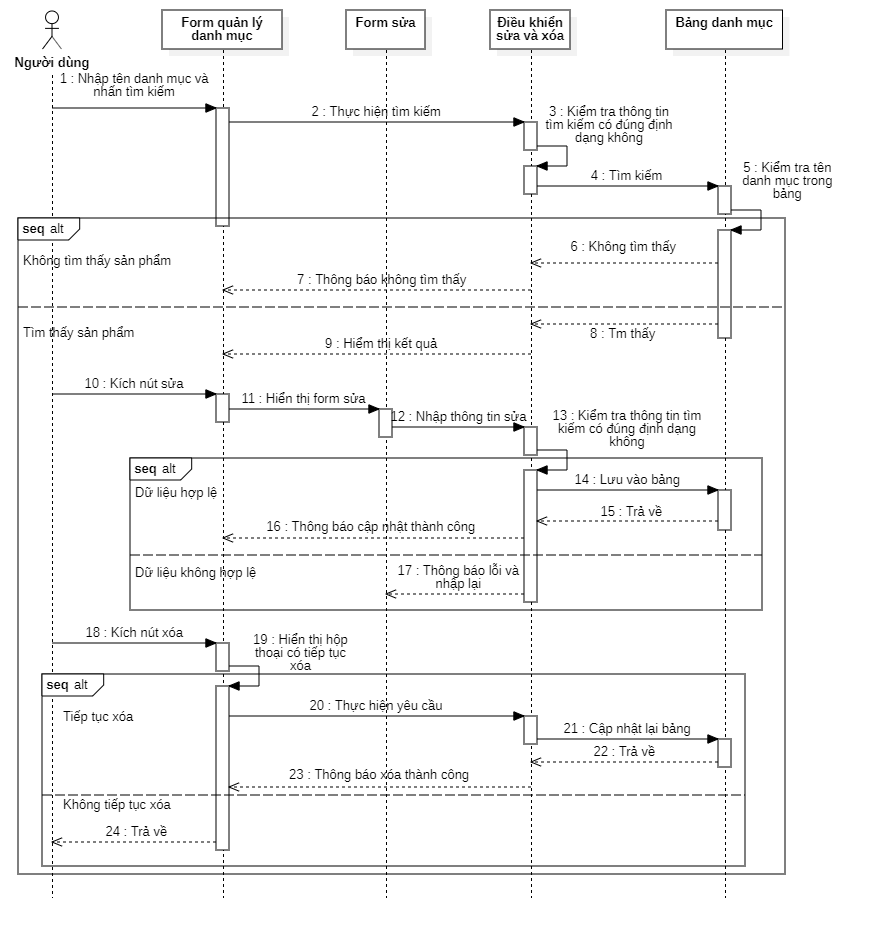 Form quản lý
danh mục
Form sửa
Điều khiển
sửa và xóa
Bảng danh mục
Người dùng
1 : Nhập tên danh mục và
nhấn tìm kiếm
2 : Thực hiện tìm kiếm
3 : Kiểm tra thông tin
tìm kiếm có đúng định
dạng không
4 : Tìm kiếm
5 : Kiểm tra tên
danh mục trong
bảng
seq alt
Không tìm thấy sản phẩm
6 : Không tìm thấy
7 : Thông báo không tìm thấy
Tìm thấy sản phẩm
8 : Tm thấy
9 : Hiểm thị kết quả
10 : Kích nút sửa
11 : Hiển thị form sửa
12 : Nhập thông tin sửa
13 : Kiểm tra thông tin tìm
kiếm có đúng định dạng
không
seq alt
Dữ liệu hợp lệ
14 : Lưu vào bảng
15 : Trả về
16 : Thông báo cập nhật thành công
Dữ liệu không hợp lệ
17 : Thông báo lỗi và
nhập lại
18 : Kích nút xóa
19 : Hiển thị hộp
thoại có tiếp tục
xóa
seq alt
Tiếp tục xóa
20 : Thực hiện yêu cầu
21 : Cập nhật lại bảng
22 : Trả về
23 : Thông báo xóa thành công
Không tiếp tục xóa
24 : Trả về